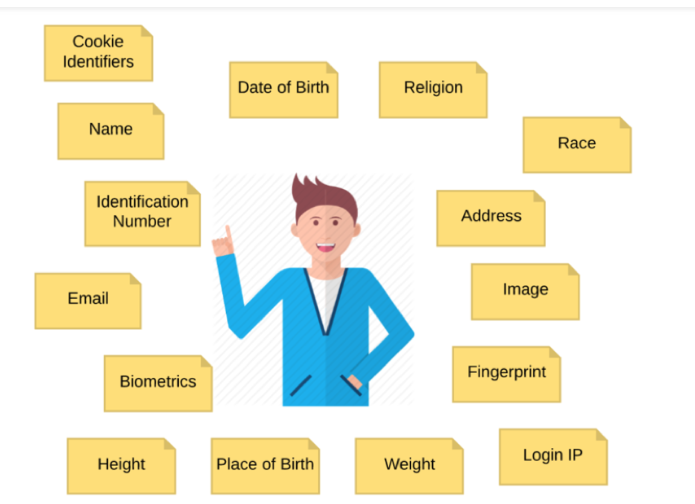 Cookie
Identifiers
Date of Birth
Religion
Name
Race
Identification
Number
Address
Email
Image
Biometrics
Fingerprint
Height
Place of Birth
Weight
Login IP